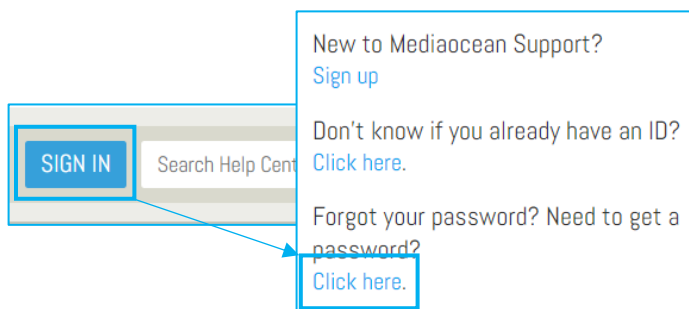 SIGN IN
Search Help Cent
New to Mediaocean Support?
Sign up
Don't know if you already have an ID?
Click here.
Forgot your password? Need to get a
password?
Click here.